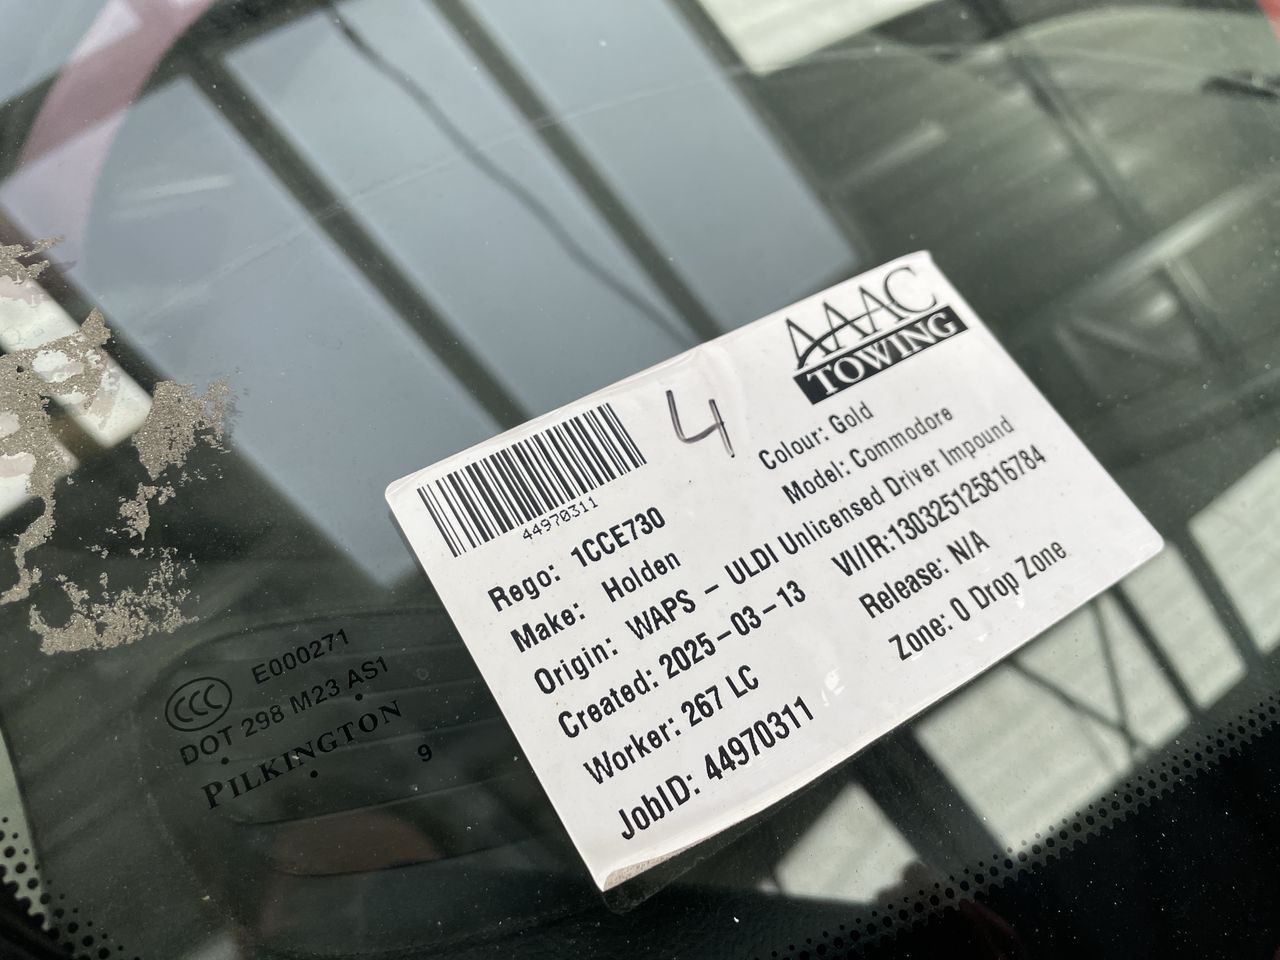 AAAC
TOWING
4
44970311
Rego: 1CCE730
Colour: Gold
Make: Holden
Model: Commodore
Origin: WAPS - ULDI Unlicensed Driver Impound
Created: 2025-03-13
VI/IR:130325125816784
Worker: 267 LC
Release: N/A
JobID: 44970311
Zone: 0 Drop Zone
CCC
E000271
DOT 298 M23 AS1
PILKINGTON
9